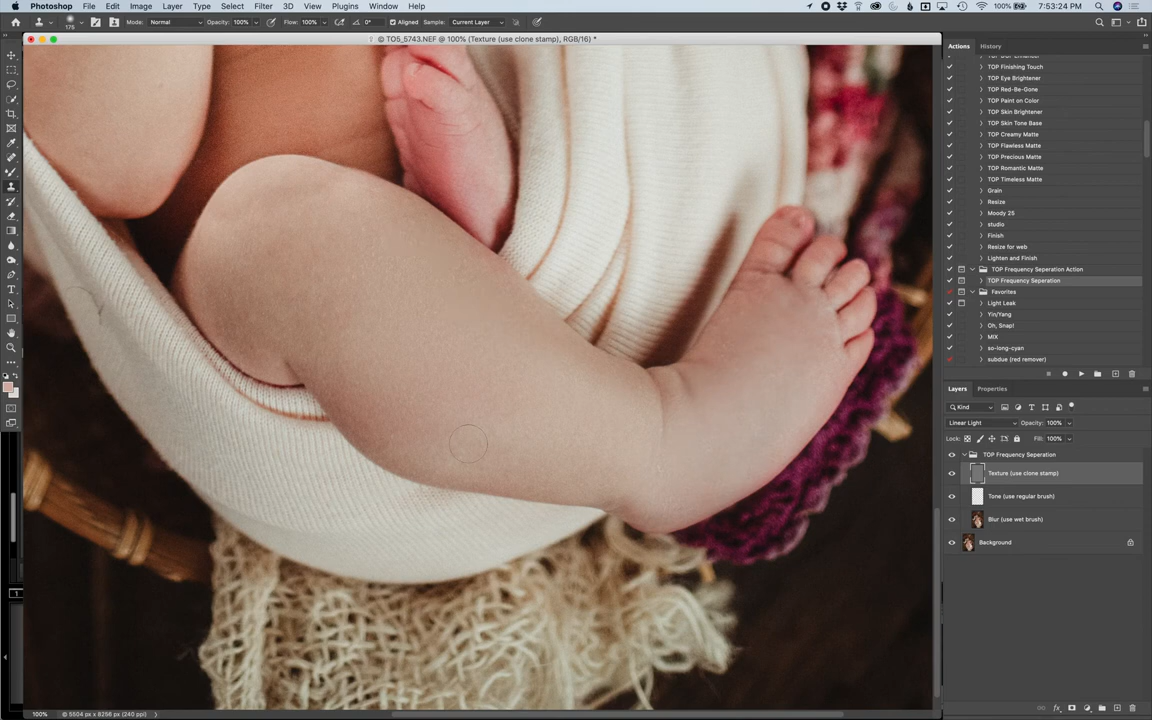 Photoshop File Edit Image Layer Type Select Filter 3D View Plugins Window Help 100% 7:53:24 PM
175 Mode: Normal Opacity: 100% Flow: 100% 0° Aligned Sample: Current Layer
TOS_5743.NEF @ 100% (Texture (use clone stamp), RGB/16) *
Actions History
TOP Finishing Touch
TOP Eye Brightener
TOP Red-Be-Gone
TOP Paint on Color
TOP Skin Brightener
TOP Skin Tone Base
TOP Creamy Matte
TOP Flawless Matte
TOP Precious Matte
TOP Romantic Matte
TOP Timeless Matte
Grain
Resize
Moody 25
studio
Finish
Resize for web
Lighten and Finish
TOP Frequency Seperation Action
TOP Frequency Seperation
Favorites
Light Leak
Yin/Yang
Oh, Snap!
MIX
so-long-cyan
subdue (red remover)
Layers Properties
Kind
Linear Light Opacity: 100%
Lock: Fill: 100%
TOP Frequency Seperation
Texture (use clone stamp)
Tone (use regular brush)
Blur (use wet brush)
Background
1
100% 5504 px x 8256 px (240 ppi)